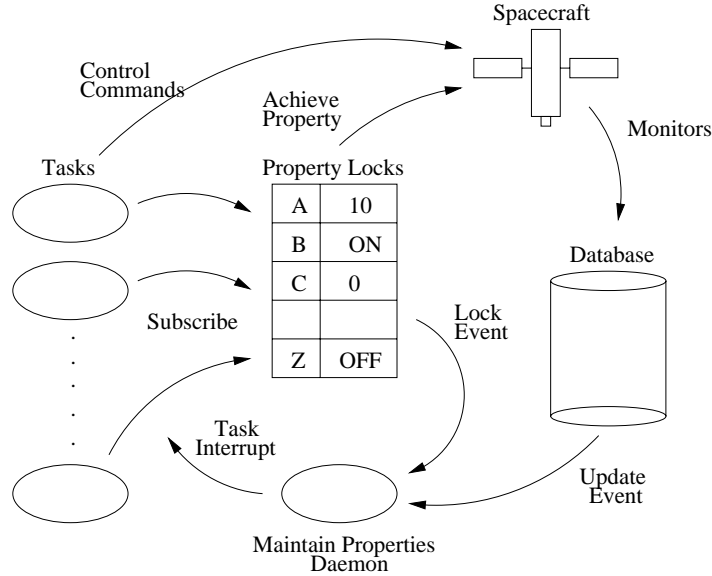 Spacecraft
Control
Commands
Achieve
Property
Monitors
Tasks
Property Locks
A 10
B ON
C 0
Z OFF
Database
Subscribe
Lock
Event
Task
Interrupt
Update
Event
Maintain Properties
Daemon